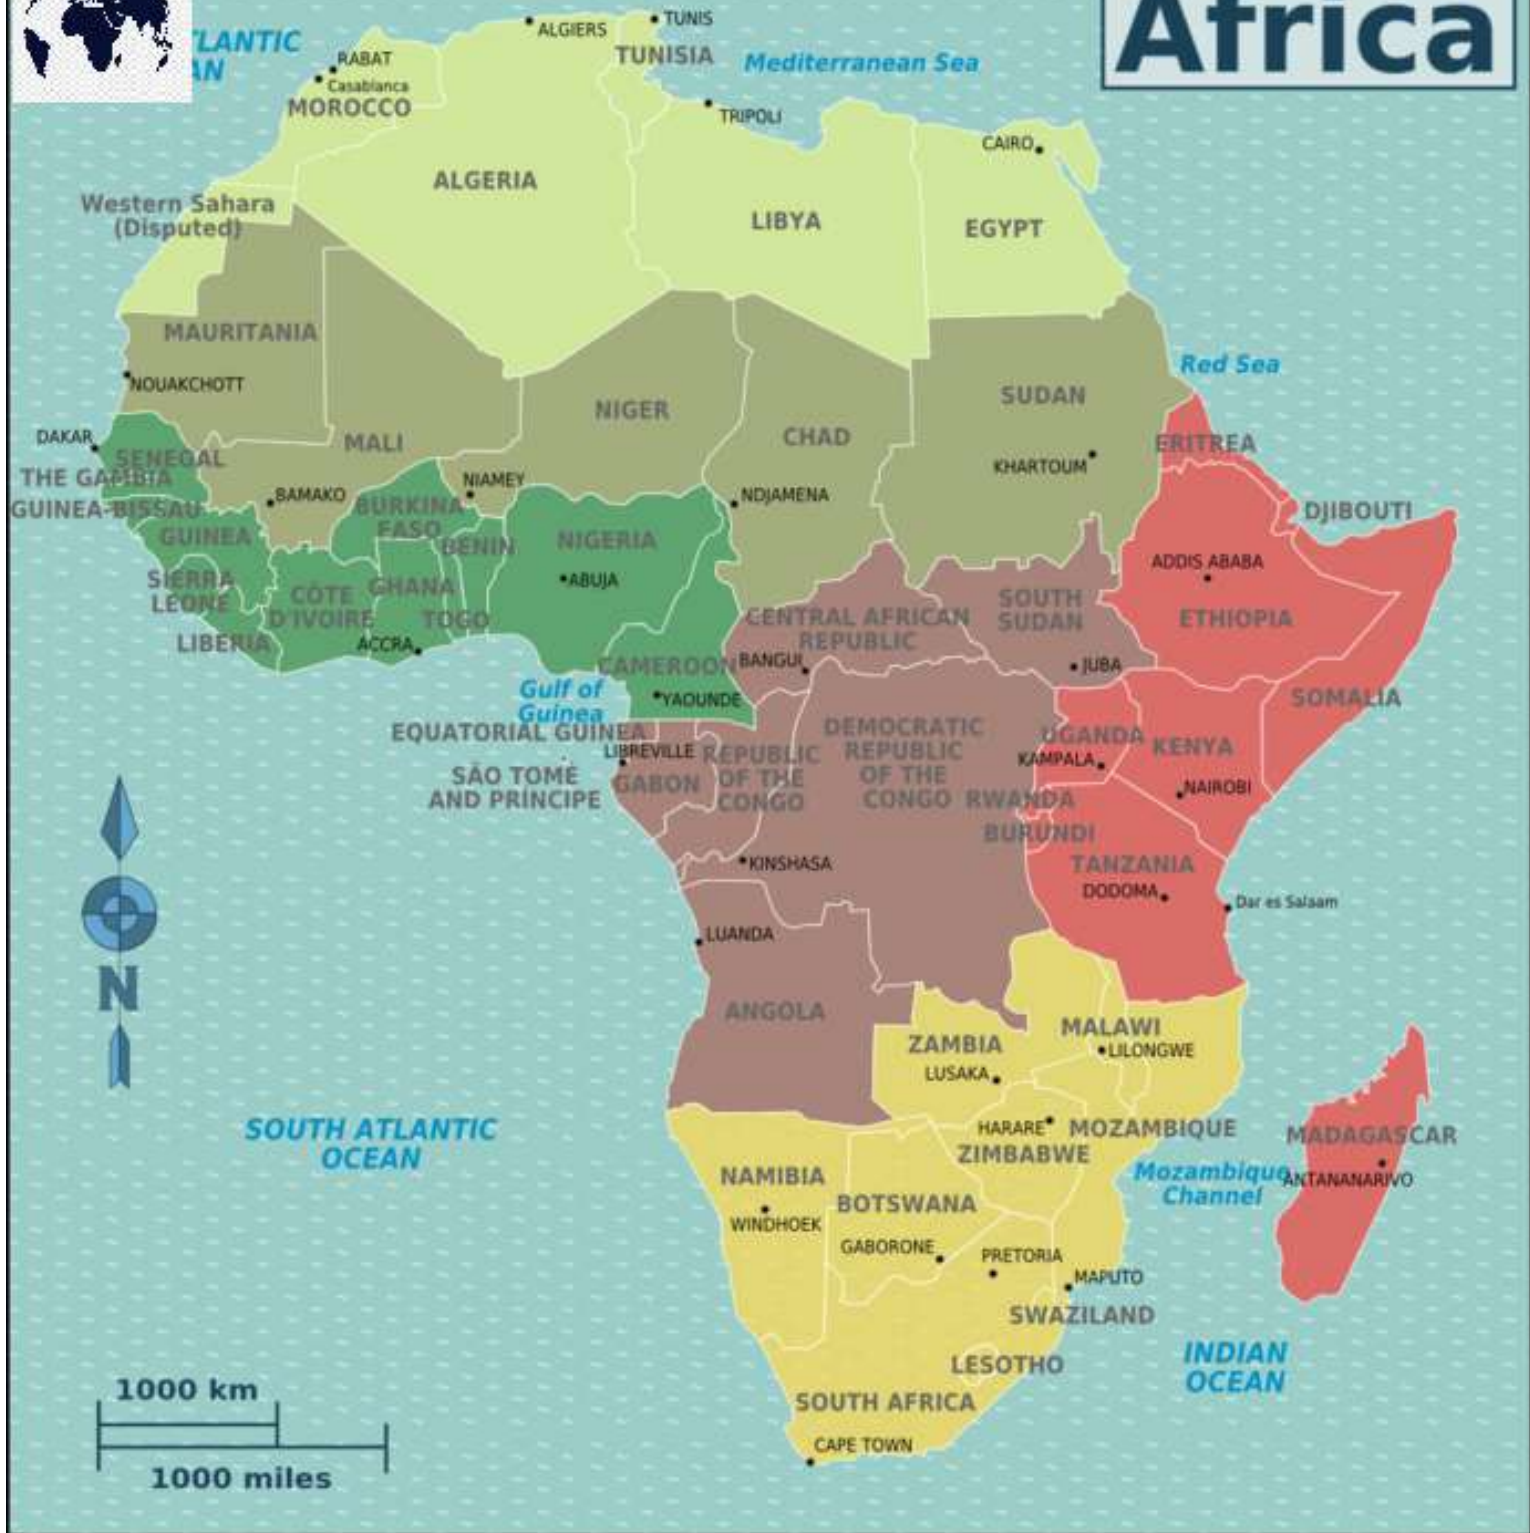 Africa
TLANTIC
AN
ALGIERS
TUNIS
TUNISIA
Mediterranean Sea
RABAT
Casablanca
MOROCCO
TRIPOLI
CAIRO
ALGERIA
LIBYA
EGYPT
Western Sahara
(Disputed)
MAURITANIA
NOUAKCHOTT
Red Sea
SUDAN
NIGER
CHAD
MALI
KHARTOUM
ERITREA
DAKAR
SENEGAL
THE GAMBIA
GUINEA-BISSAU
BAMAKO
NIAMEY
BURKINA
FASO
NDJAMENA
DJIBOUTI
GUINEA
BENIN
NIGERIA
ABUJA
ADDIS ABABA
ETHIOPIA
SIERRA
LEONE
CÔTE
D'IVOIRE
GHANA
TOGO
LIBERIA
ACCRA
CENTRAL AFRICAN
REPUBLIC
SOUTH
SUDAN
CAMEROON
BANGUI
JUBA
YAOUNDE
Gulf of
Guinea
SOMALIA
EQUATORIAL GUINEA
LIBREVILLE
GABON
REPUBLIC
OF THE
CONGO
DEMOCRATIC
REPUBLIC
OF THE
CONGO
UGANDA
KAMPALA
KENYA
NAIROBI
SÃO TOMÉ
AND PRÍNCIPE
RWANDA
BURUNDI
KINSHASA
TANZANIA
DODOMA
Dar es Salaam
LUANDA
N
ANGOLA
ZAMBIA
LUSAKA
MALAWI
LILONGWE
SOUTH ATLANTIC
OCEAN
HARARE
ZIMBABWE
MOZAMBIQUE
MADAGASCAR
ANTANANARIVO
Mozambique
Channel
NAMIBIA
WINDHOEK
BOTSWANA
GABORONE
PRETORIA
MAPUTO
SWAZILAND
LESOTHO
INDIAN
OCEAN
SOUTH AFRICA
CAPE TOWN
1000 km
1000 miles